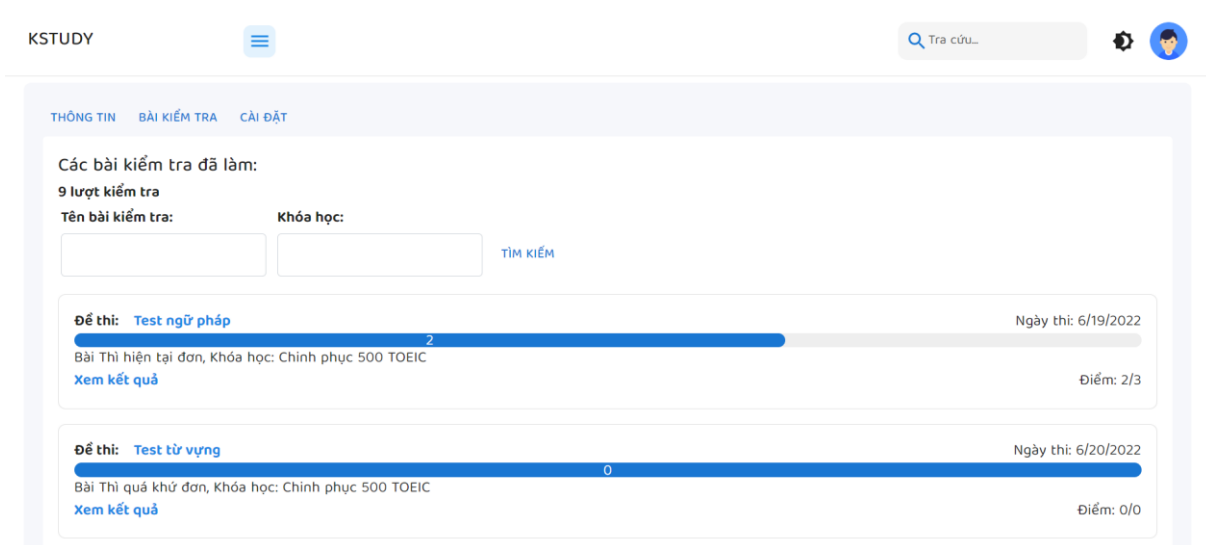 KSTUDY
Tra cứu...
THÔNG TIN BÀI KIỂM TRA CÀI ĐẶT
Các bài kiểm tra đã làm:
9 lượt kiểm tra
Tên bài kiểm tra: Khóa học:
TÌM KIẾM
Đề thi: Test ngữ pháp Ngày thi: 6/19/2022
2
Bài Thì hiện tại đơn, Khóa học: Chinh phục 500 TOEIC
Xem kết quả Điểm: 2/3
Đề thi: Test từ vựng Ngày thi: 6/20/2022
0
Bài Thì quá khứ đơn, Khóa học: Chinh phục 500 TOEIC
Xem kết quả Điểm: 0/0